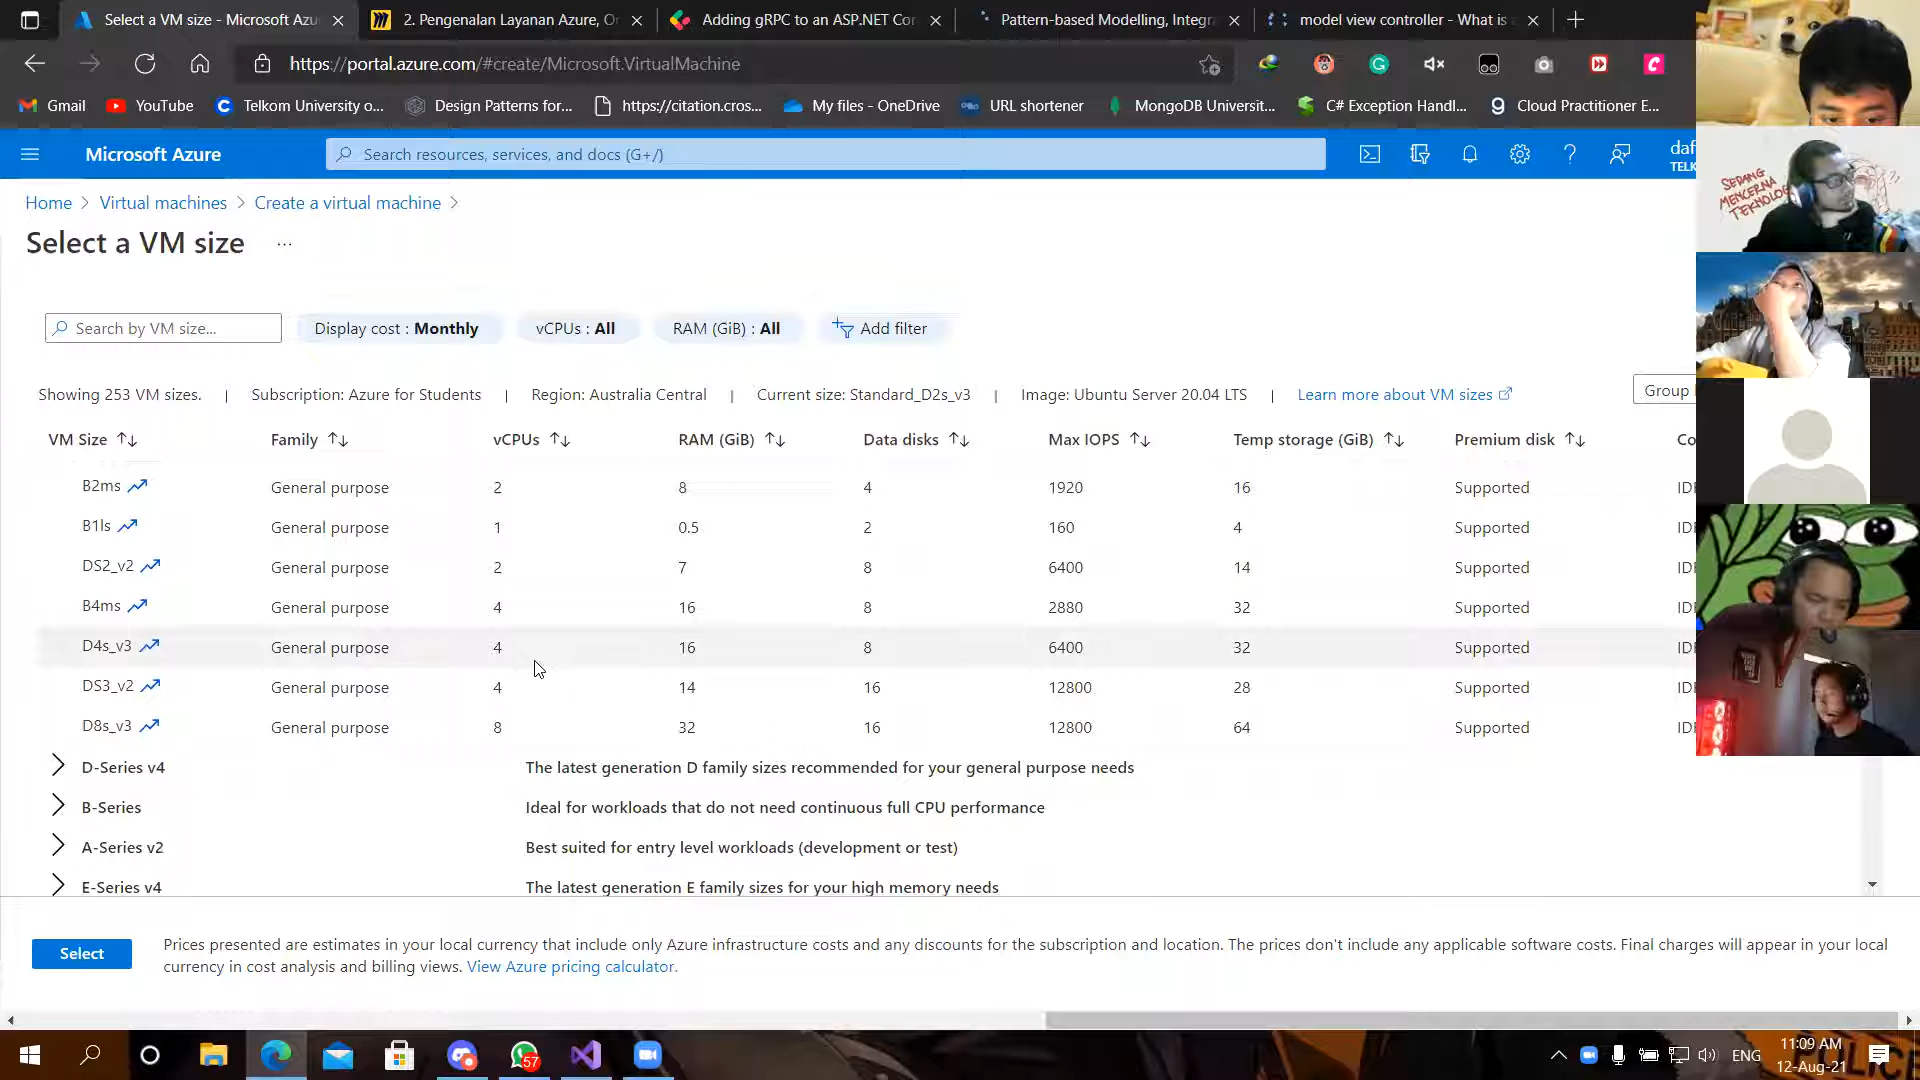 Select a VM size - Microsoft Azu
2. Pengenalan Layanan Azure, Or
Adding gRPC to an ASP.NET Cor
Pattern-based Modelling, Integr
model view controller - What is
https://portal.azure.com/#create/Microsoft.VirtualMachine
Gmail
YouTube
Telkom University o...
Design Patterns for...
https://citation.cros...
My files - OneDrive
URL shortener
MongoDB Universit...
C# Exception Handl...
Cloud Practitioner E...
Microsoft Azure
Search resources, services, and docs (G+/)
daf
TELK
Home > Virtual machines > Create a virtual machine >
Select a VM size ...
Search by VM size...
Display cost : Monthly
vCPUs : All
RAM (GiB) : All
Add filter
Showing 253 VM sizes. | Subscription: Azure for Students | Region: Australia Central | Current size: Standard_D2s_v3 | Image: Ubuntu Server 20.04 LTS | Learn more about VM sizes
Group
VM Size Family vCPUs RAM (GiB) Data disks Max IOPS Temp storage (GiB) Premium disk Co
B2ms General purpose 2 8 4 1920 16 Supported
B1ls General purpose 1 0.5 2 160 4 Supported
DS2_v2 General purpose 2 7 8 6400 14 Supported
B4ms General purpose 4 16 8 2880 32 Supported
D4s_v3 General purpose 4 16 8 6400 32 Supported
DS3_v2 General purpose 4 14 16 12800 28 Supported
D8s_v3 General purpose 8 32 16 12800 64 Supported
D-Series v4 The latest generation D family sizes recommended for your general purpose needs
B-Series Ideal for workloads that do not need continuous full CPU performance
A-Series v2 Best suited for entry level workloads (development or test)
E-Series v4 The latest generation E family sizes for your high memory needs
Select
Prices presented are estimates in your local currency that include only Azure infrastructure costs and any discounts for the subscription and location. The prices don't include any applicable software costs. Final charges will appear in your local
currency in cost analysis and billing views. View Azure pricing calculator.
SEDANG
MENCERNA
TEKNOLOG
57
ENG
11:09 AM
12-Aug-21